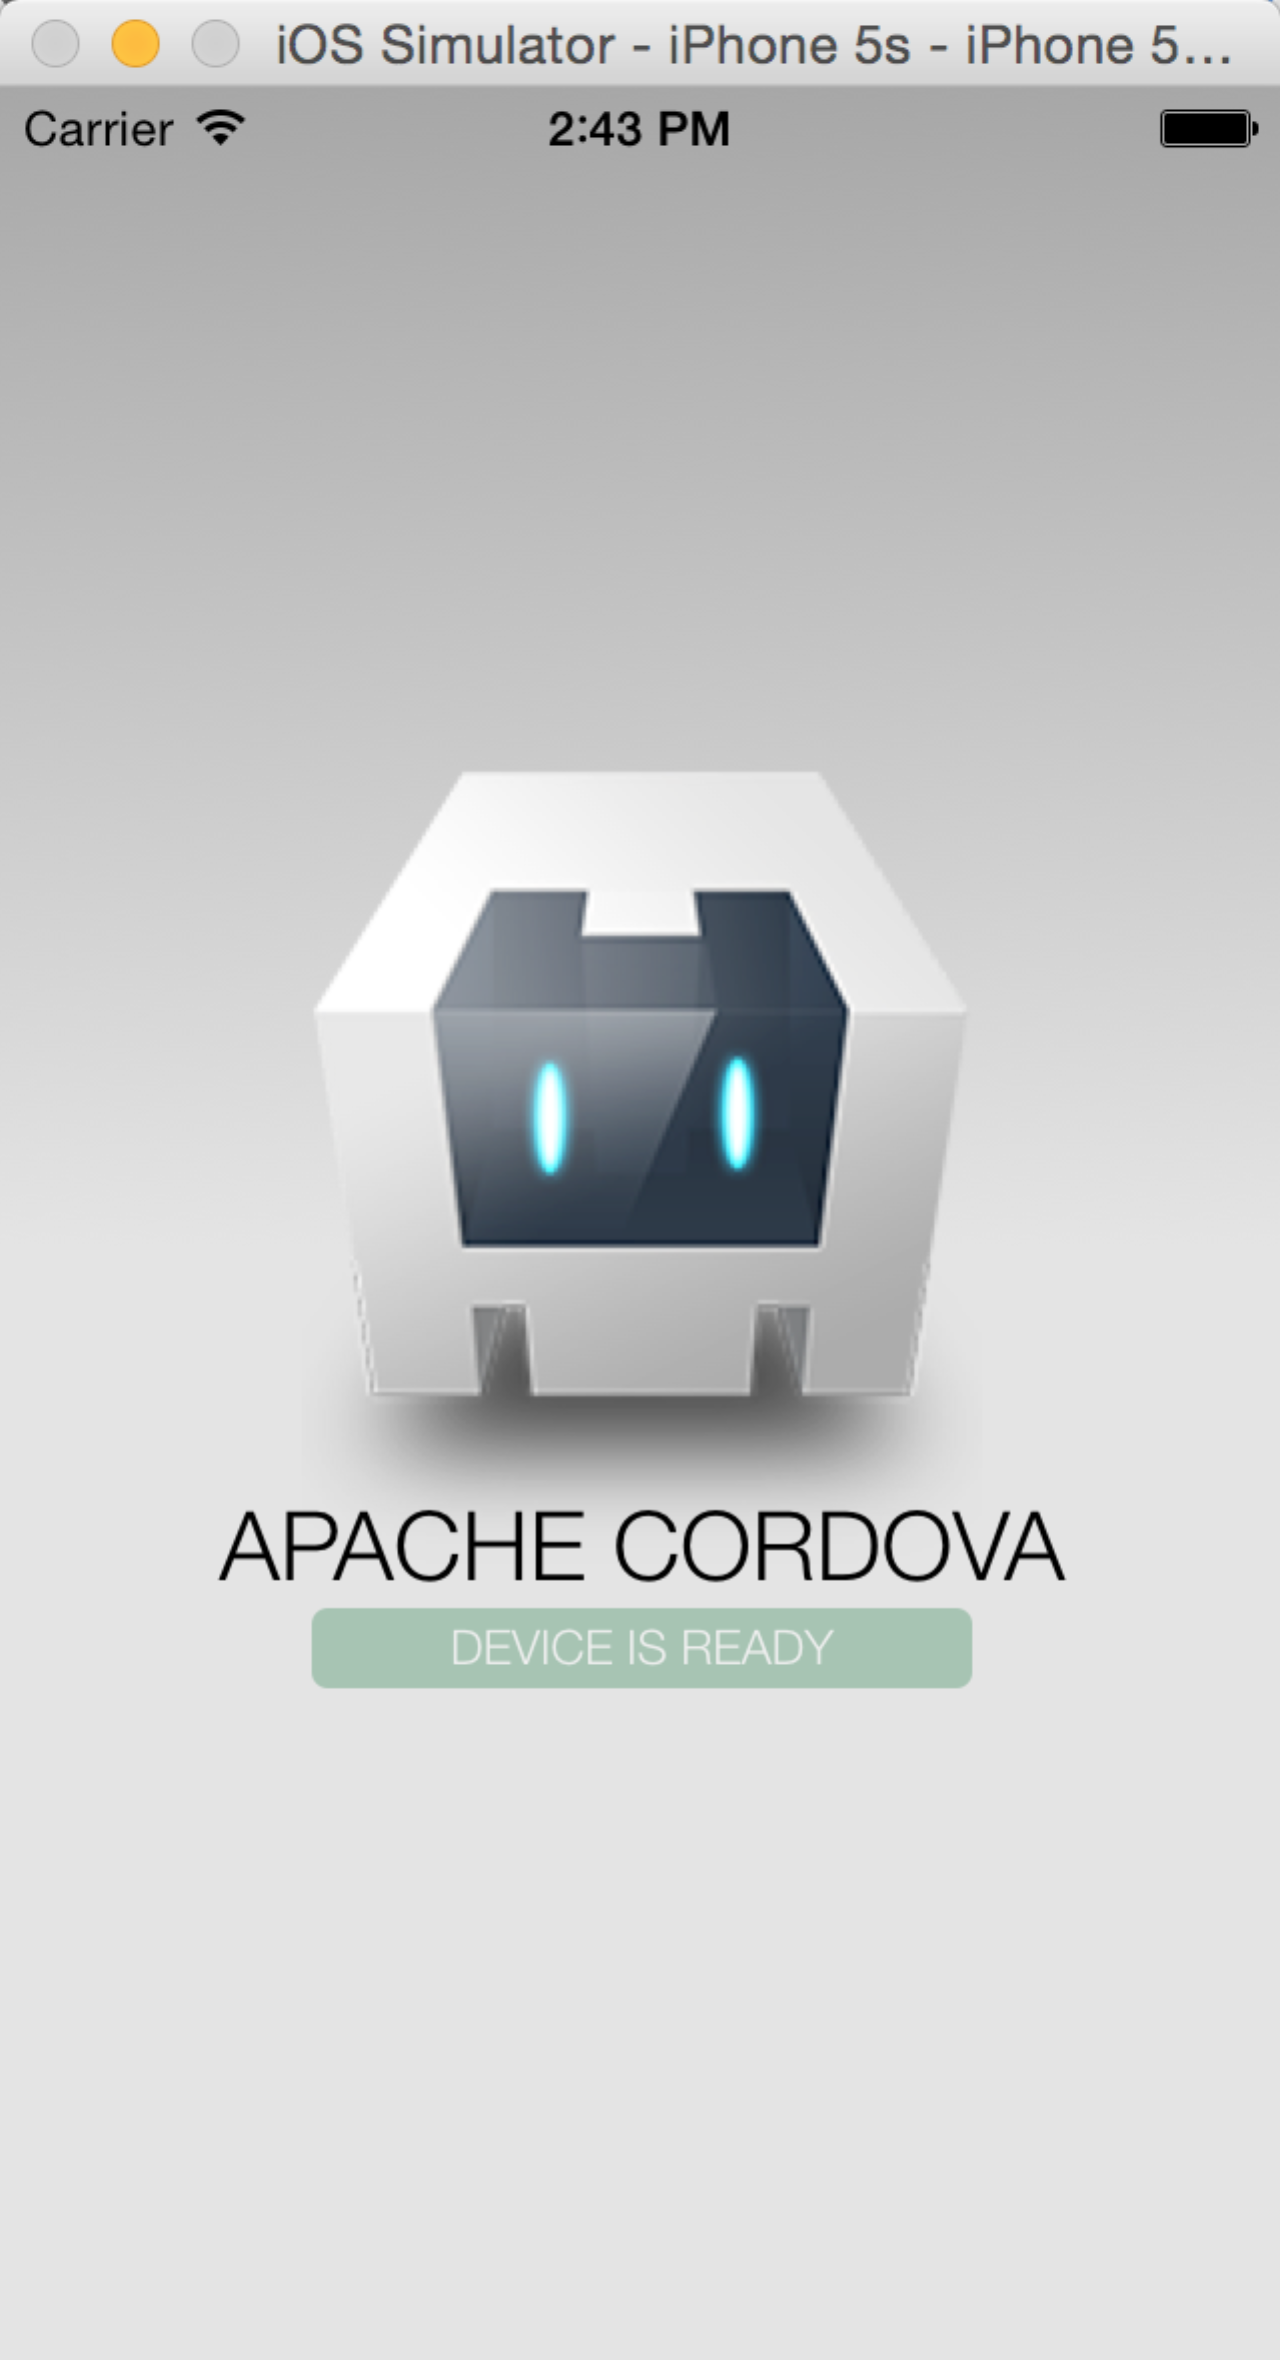 iOS Simulator - iPhone 5s - iPhone 5...
Carrier 2:43 PM
APACHE CORDOVA
DEVICE IS READY